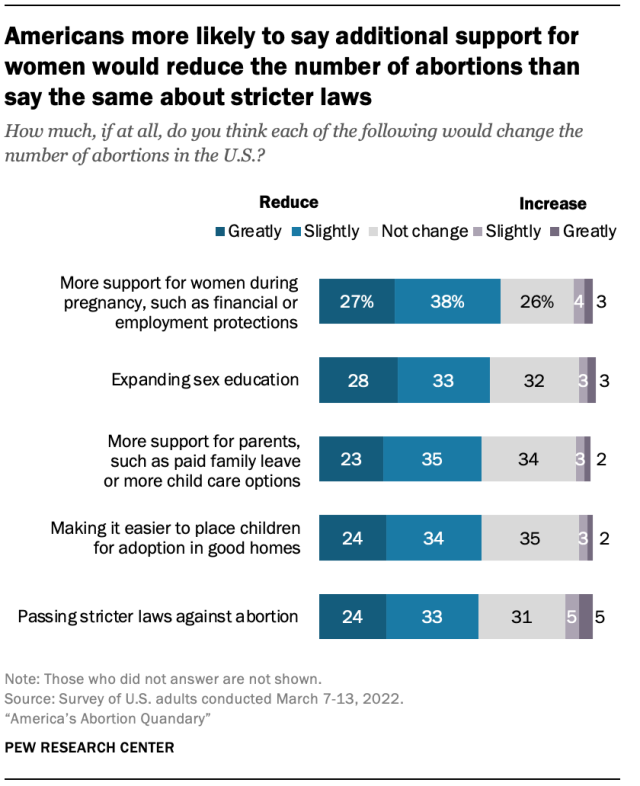 Americans more likely to say additional support for
women would reduce the number of abortions than
say the same about stricter laws
How much, if at all, do you think each of the following would change the
number of abortions in the U.S.?
Reduce Increase
Greatly Slightly Not change Slightly Greatly
More support for women during
pregnancy, such as financial or
employment protections
27% 38% 26% 4 3
Expanding sex education 28 33 32 3 3
More support for parents,
such as paid family leave
or more child care options
23 35 34 3 2
Making it easier to place children
for adoption in good homes
24 34 35 3 2
Passing stricter laws against abortion 24 33 31 5 5
Note: Those who did not answer are not shown.
Source: Survey of U.S. adults conducted March 7-13, 2022.
“America’s Abortion Quandary”
PEW RESEARCH CENTER